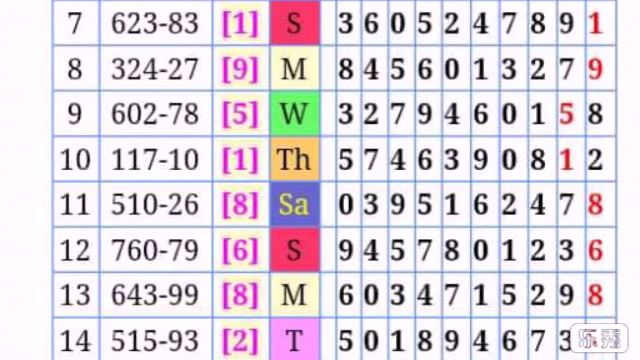 7 623-83 [1] S 3 6 0 5 2 4 7 8 9 1
8 324-27 [9] M 8 4 5 6 0 1 3 2 7 9
9 602-78 [5] W 3 2 7 9 4 6 0 1 5 8
10 117-10 [1] Th 5 7 4 6 3 9 0 8 1 2
11 510-26 [8] Sa 0 3 9 5 1 6 2 4 7 8
12 760-79 [6] S 9 4 5 7 8 0 1 2 3 6
13 643-99 [8] M 6 0 3 4 7 1 5 2 9 8
14 515-93 [2] T 5 0 1 8 9 4 6 7 3
乐秀